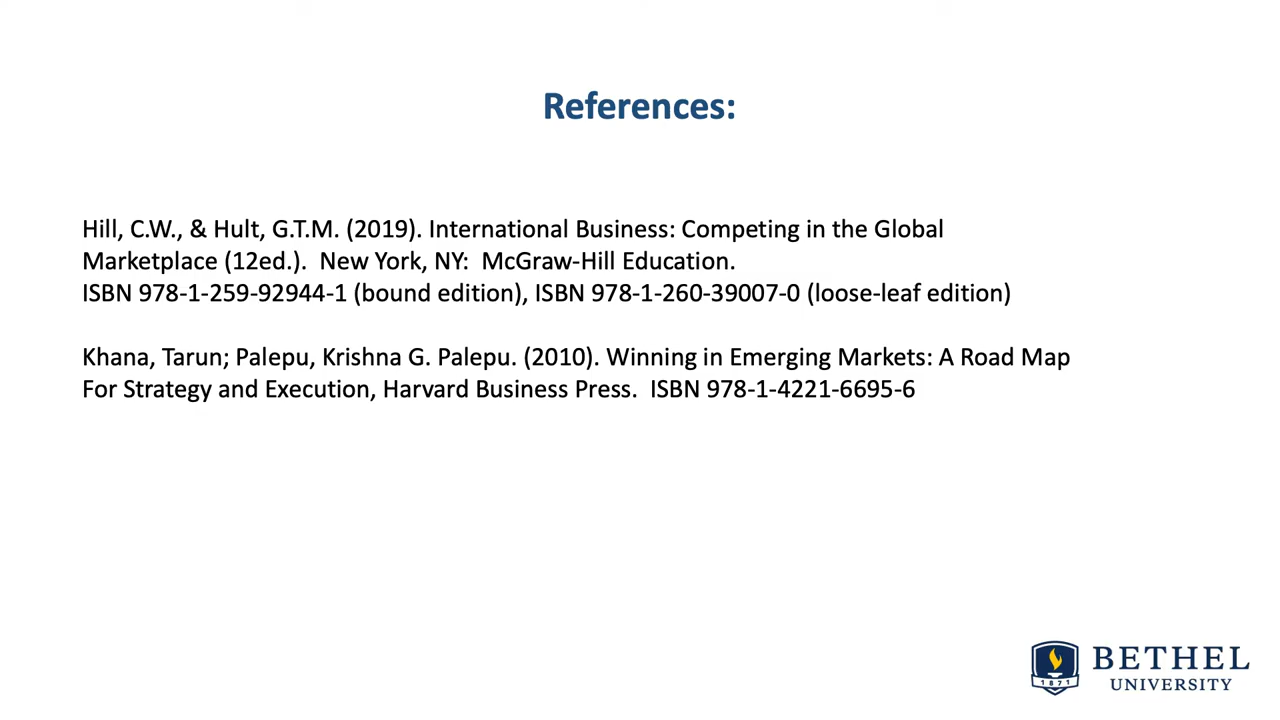 References:
Hill, C.W., & Hult, G.T.M. (2019). International Business: Competing in the Global
Marketplace (12ed.).  New York, NY:  McGraw-Hill Education.
ISBN 978-1-259-92944-1 (bound edition), ISBN 978-1-260-39007-0 (loose-leaf edition)
Khana, Tarun; Palepu, Krishna G. Palepu. (2010). Winning in Emerging Markets: A Road Map
For Strategy and Execution, Harvard Business Press.  ISBN 978-1-4221-6695-6
1871
BETHEL
UNIVERSITY